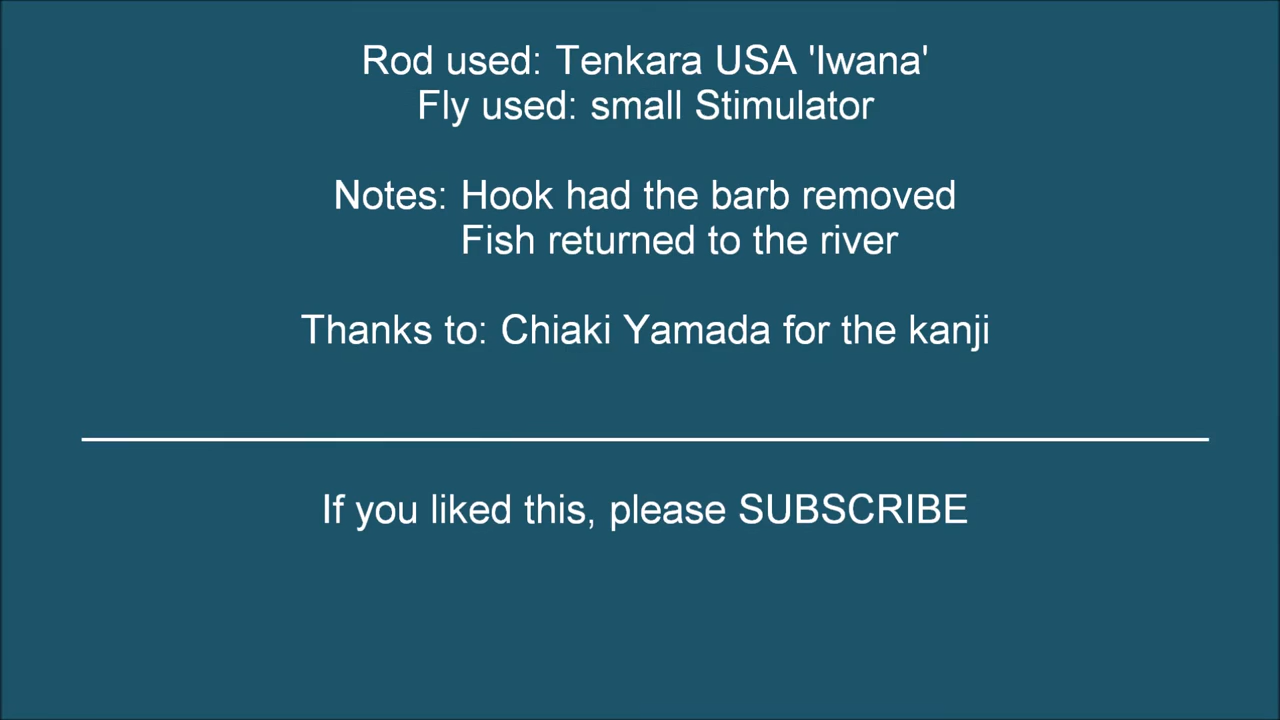 Rod used: Tenkara USA 'Iwana'
Fly used: small Stimulator
Notes: Hook had the barb removed
Fish returned to the river
Thanks to: Chiaki Yamada for the kanji
If you liked this, please SUBSCRIBE